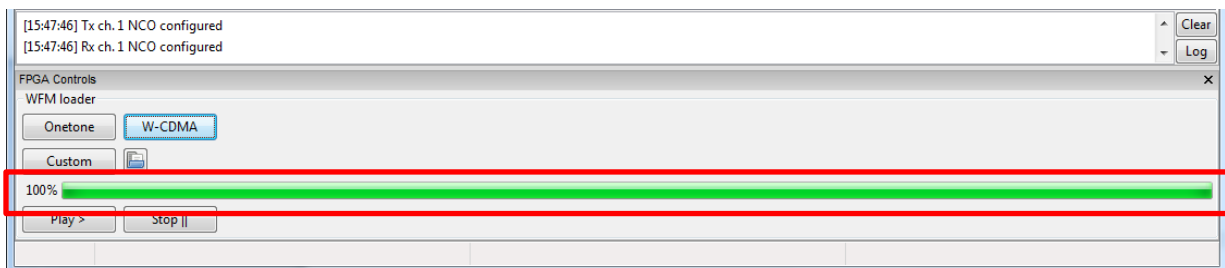 [15:47:46] Tx ch. 1 NCO configured
Clear
[15:47:46] Rx ch. 1 NCO configured
Log
FPGA Controls
WFM loader
Onetone W-CDMA
Custom
100%
Play > Stop ||